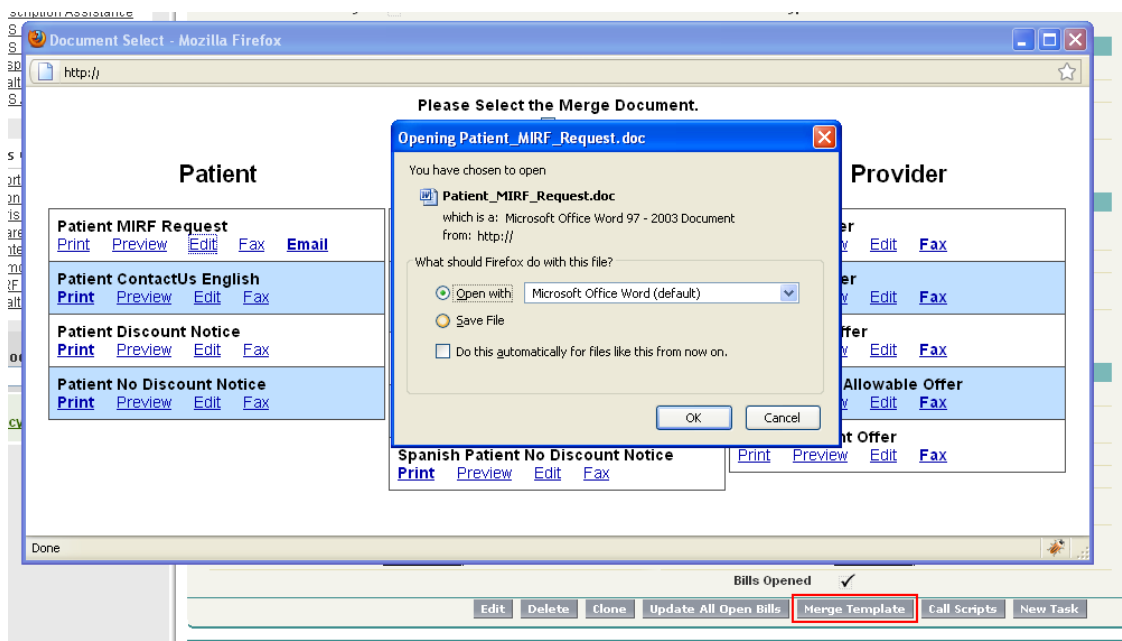 Document Select - Mozilla Firefox
http://
Please Select the Merge Document.
Opening Patient_MIRF_Request.doc
You have chosen to open
Patient_MIRF_Request.doc
which is a: Microsoft Office Word 97 - 2003 Document
from: http://
What should Firefox do with this file?
Open with Microsoft Office Word (default)
Save File
Do this automatically for files like this from now on.
OK Cancel
Patient
Patient MIRF Request
Print Preview Edit Fax Email
Patient ContactUs English
Print Preview Edit Fax
Patient Discount Notice
Print Preview Edit Fax
Patient No Discount Notice
Print Preview Edit Fax
Spanish Patient No Discount Notice
Print Preview Edit Fax
Provider
Edit Fax
Edit Fax
Edit Fax
Allowable Offer
Edit Fax
Offer
Print Preview Edit Fax
Done
Bills Opened
Edit Delete Clone Update All Open Bills Merge Template Call Scripts New Task